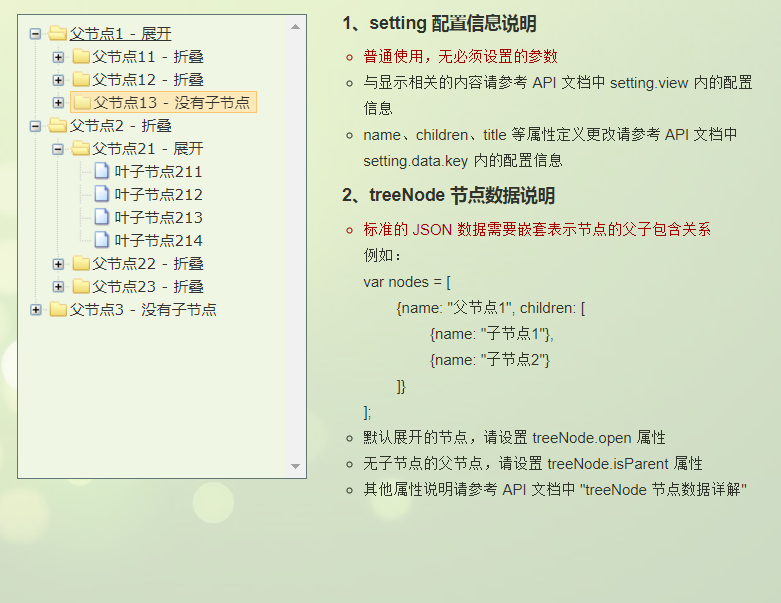 父节点1 - 展开
父节点11 - 折叠
父节点12 - 折叠
父节点13 - 没有子节点
父节点2 - 折叠
父节点21 - 展开
叶子节点211
叶子节点212
叶子节点213
叶子节点214
父节点22 - 折叠
父节点23 - 折叠
父节点3 - 没有子节点
1、setting 配置信息说明
普通使用，无必须设置的参数
与显示相关的内容请参考 API 文档中 setting.view 内的配置
信息
name、children、title 等属性定义更改请参考 API 文档中
setting.data.key 内的配置信息
2、treeNode 节点数据说明
标准的 JSON 数据需要嵌套表示节点的父子包含关系
例如：
var nodes = [
{name: "父节点1", children: [
{name: "子节点1"},
{name: "子节点2"}
]}
];
默认展开的节点，请设置 treeNode.open 属性
无子节点的父节点，请设置 treeNode.isParent 属性
其他属性说明请参考 API 文档中 "treeNode 节点数据详解"